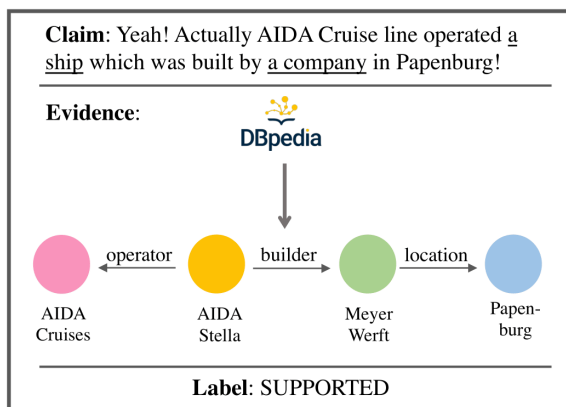 Claim: Yeah! Actually AIDA Cruise line operated a
ship which was built by a company in Papenburg!
Evidence:
DBpedia
operator
builder
location
AIDA
Cruises
AIDA
Stella
Meyer
Werft
Papen-
burg
Label: SUPPORTED